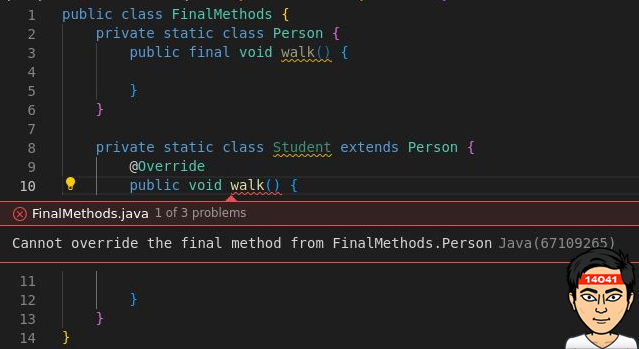 1 public class FinalMethods {
2 private static class Person {
3 public final void walk() {
4
5 }
6 }
7
8 private static class Student extends Person {
9 @Override
10 public void walk() {
FinalMethods.java 1 of 3 problems
Cannot override the final method from FinalMethods.Person Java(67109265)
14041
11
12 }
13 }
14 }